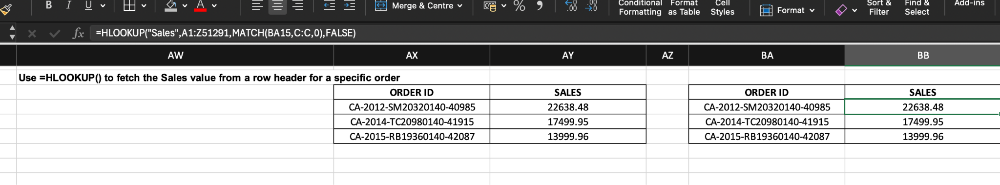 B I U A Merge & Centre % Conditional Formatting Format as Table Cell Styles Format Sort & Filter Find & Select Add-ins
fx =HLOOKUP("Sales",A1:Z51291,MATCH(BA15,C:C,0),FALSE)
AW AX AY AZ BA BB
Use =HLOOKUP() to fetch the Sales value from a row header for a specific order
ORDER ID SALES ORDER ID SALES
CA-2012-SM20320140-40985 22638.48 CA-2012-SM20320140-40985 22638.48
CA-2014-TC20980140-41915 17499.95 CA-2014-TC20980140-41915 17499.95
CA-2015-RB19360140-42087 13999.96 CA-2015-RB19360140-42087 13999.96